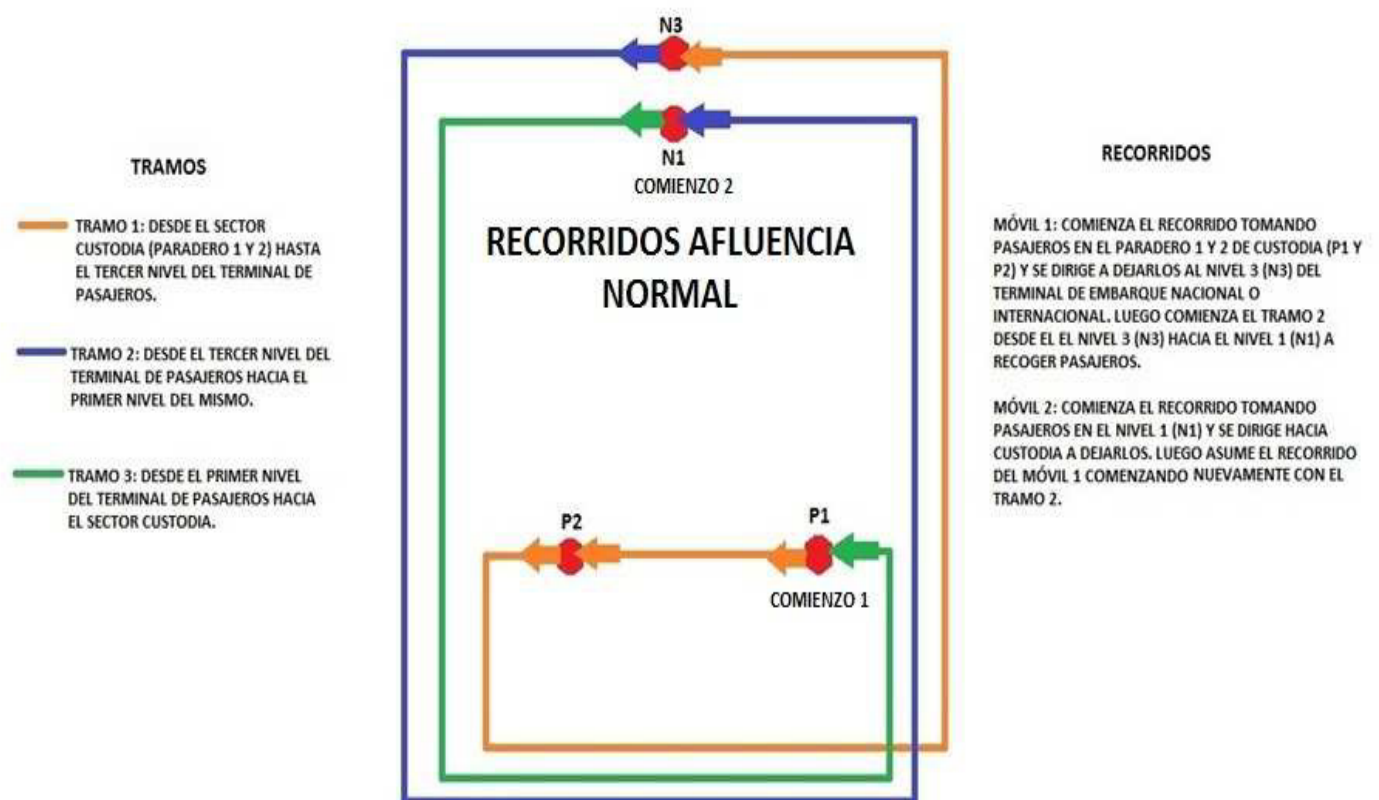 N3
N1
COMIENZO 2
RECORRIDOS AFLUENCIA
NORMAL
TRAMOS
TRAMO 1: DESDE EL SECTOR
CUSTODIA (PARADERO 1 Y 2) HASTA
EL TERCER NIVEL DEL TERMINAL DE
PASAJEROS.
TRAMO 2: DESDE EL TERCER NIVEL DEL
TERMINAL DE PASAJEROS HACIA EL
PRIMER NIVEL DEL MISMO.
TRAMO 3: DESDE EL PRIMER NIVEL
DEL TERMINAL DE PASAJEROS HACIA
EL SECTOR CUSTODIA.
P2
P1
COMIENZO 1
RECORRIDOS
MÓVIL 1: COMIENZA EL RECORRIDO TOMANDO
PASAJEROS EN EL PARADERO 1 Y 2 DE CUSTODIA (P1 Y
P2) Y SE DIRIGE A DEJARLOS AL NIVEL 3 (N3) DEL
TERMINAL DE EMBARQUE NACIONAL O
INTERNACIONAL. LUEGO COMIENZA EL TRAMO 2
DESDE EL EL NIVEL 3 (N3) HACIA EL NIVEL 1 (N1) A
RECOGER PASAJEROS.
MÓVIL 2: COMIENZA EL RECORRIDO TOMANDO
PASAJEROS EN EL NIVEL 1 (N1) Y SE DIRIGE HACIA
CUSTODIA A DEJARLOS. LUEGO ASUME EL RECORRIDO
DEL MÓVIL 1 COMENZANDO NUEVAMENTE CON EL
TRAMO 2.